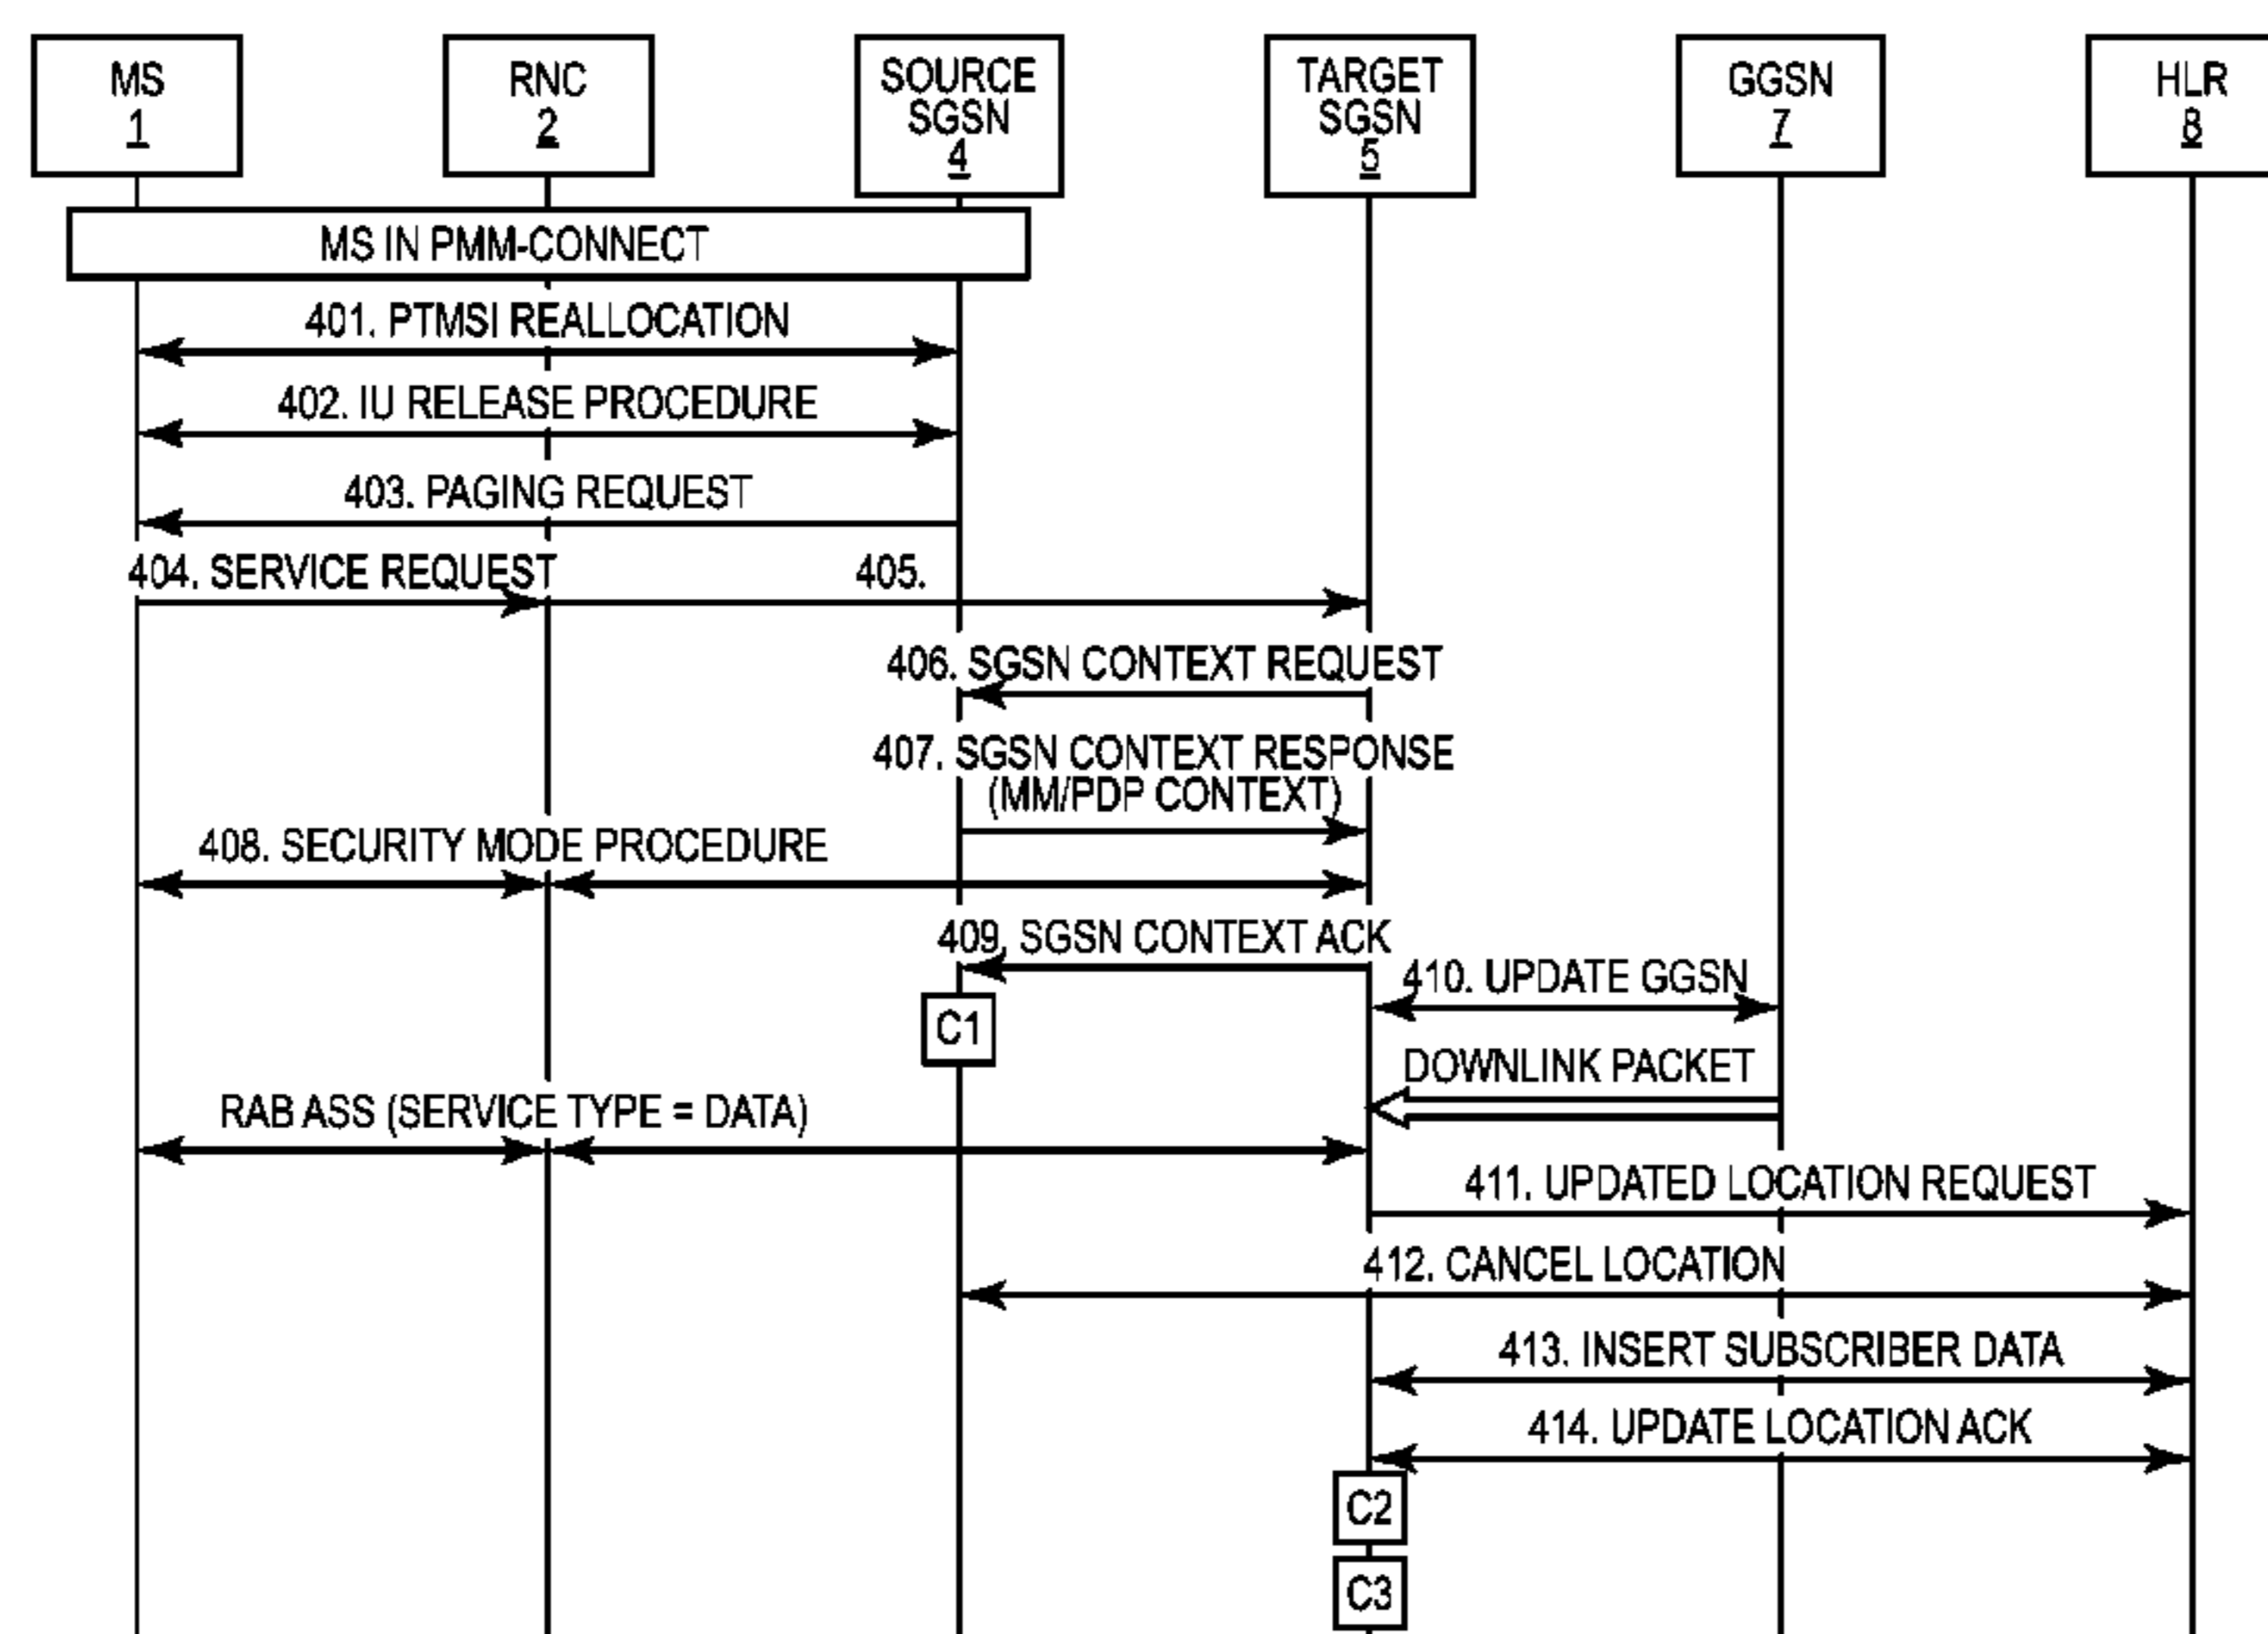 MS
1
RNC
2
SOURCE
SGSN
4
TARGET
SGSN
5
GGSN
7
HLR
8
MS IN PMM-CONNECT
401. PTMSI REALLOCATION
402. IU RELEASE PROCEDURE
403. PAGING REQUEST
404. SERVICE REQUEST
405.
406. SGSN CONTEXT REQUEST
407. SGSN CONTEXT RESPONSE
(MM/PDP CONTEXT)
408. SECURITY MODE PROCEDURE
409. SGSN CONTEXT ACK
410. UPDATE GGSN
C1
DOWNLINK PACKET
RAB ASS (SERVICE TYPE = DATA)
411. UPDATED LOCATION REQUEST
412. CANCEL LOCATION
413. INSERT SUBSCRIBER DATA
414. UPDATE LOCATION ACK
C2
C3